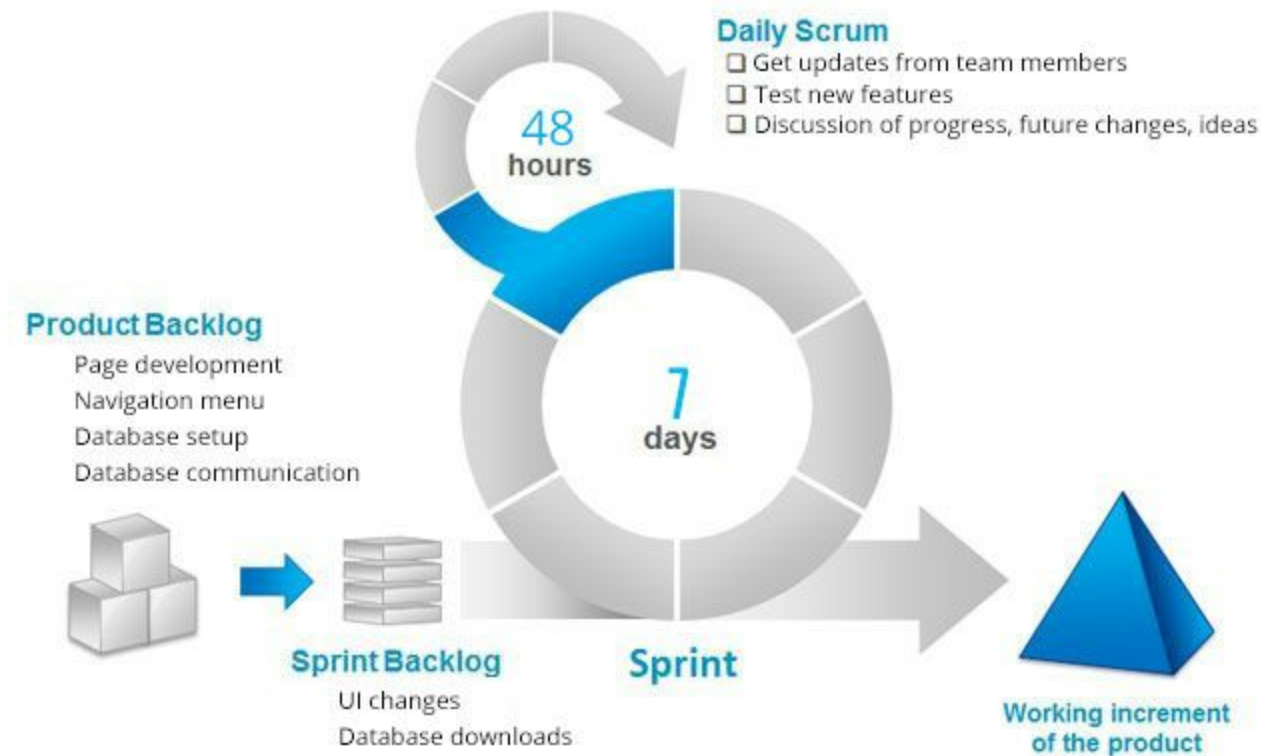 Daily Scrum
❑ Get updates from team members
❑ Test new features
❑ Discussion of progress, future changes, ideas
48
hours
Product Backlog
Page development
Navigation menu
Database setup
Database communication
7
days
Sprint Backlog
UI changes
Database downloads
Sprint
Working increment
of the product